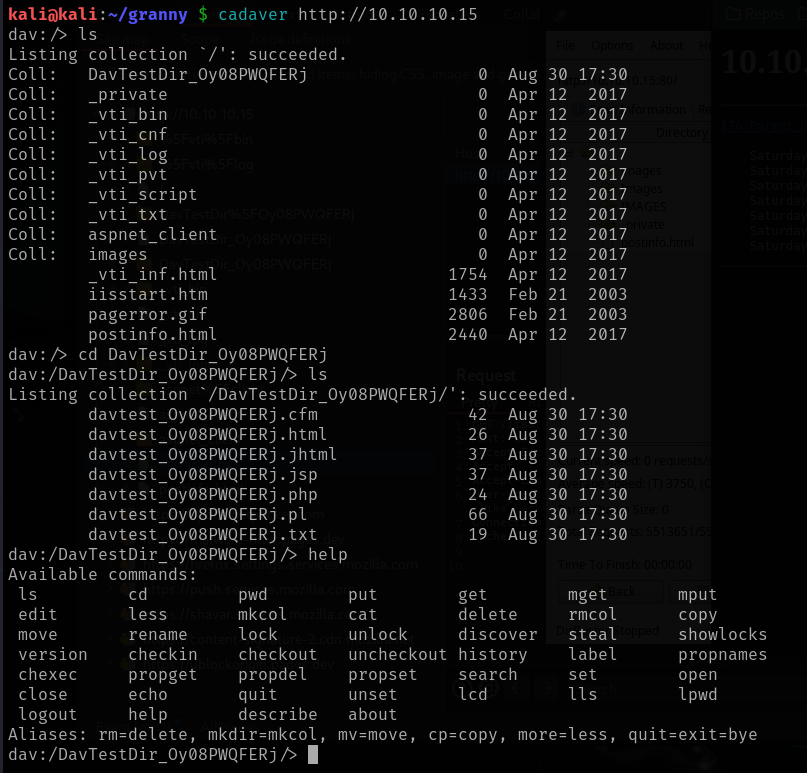 kali@kali:~/granny $ cadaver http://10.10.10.15
dav:/> ls
Listing collection `/': succeeded.
Coll:   DavTestDir_Oy08PWQFERj                 0  Aug 30 17:30
Coll:   _private                               0  Apr 12  2017
Coll:   _vti_bin                               0  Apr 12  2017
Coll:   _vti_cnf                               0  Apr 12  2017
Coll:   _vti_log                               0  Apr 12  2017
Coll:   _vti_pvt                               0  Apr 12  2017
Coll:   _vti_script                            0  Apr 12  2017
Coll:   _vti_txt                               0  Apr 12  2017
Coll:   aspnet_client                          0  Apr 12  2017
Coll:   images                                 0  Apr 12  2017
        _vti_inf.html                       1754  Apr 12  2017
        iisstart.htm                        1433  Feb 21  2003
        pagerror.gif                        2806  Feb 21  2003
        postinfo.html                       2440  Apr 12  2017
dav:/> cd DavTestDir_Oy08PWQFERj
dav:/DavTestDir_Oy08PWQFERj/> ls
Listing collection `/DavTestDir_Oy08PWQFERj/': succeeded.
        davtest_Oy08PWQFERj.cfm               42  Aug 30 17:30
        davtest_Oy08PWQFERj.html              26  Aug 30 17:30
        davtest_Oy08PWQFERj.jhtml             37  Aug 30 17:30
        davtest_Oy08PWQFERj.jsp               37  Aug 30 17:30
        davtest_Oy08PWQFERj.php               24  Aug 30 17:30
        davtest_Oy08PWQFERj.pl                66  Aug 30 17:30
        davtest_Oy08PWQFERj.txt               19  Aug 30 17:30
dav:/DavTestDir_Oy08PWQFERj/> help
Available commands:
 ls         cd         pwd        put        get        mget       mput
 edit       less       mkcol      cat        delete     rmcol      copy
 move       rename     lock       unlock     discover   steal      showlocks
 version    checkin    checkout   uncheckout history    label      propnames
 chexec     propget    propdel    propset    search     set        open
 close      echo       quit       unset      lcd        lls        lpwd
 logout     help       describe   about
Aliases: rm=delete, mkdir=mkcol, mv=move, cp=copy, more=less, quit=exit=bye
dav:/DavTestDir_Oy08PWQFERj/>